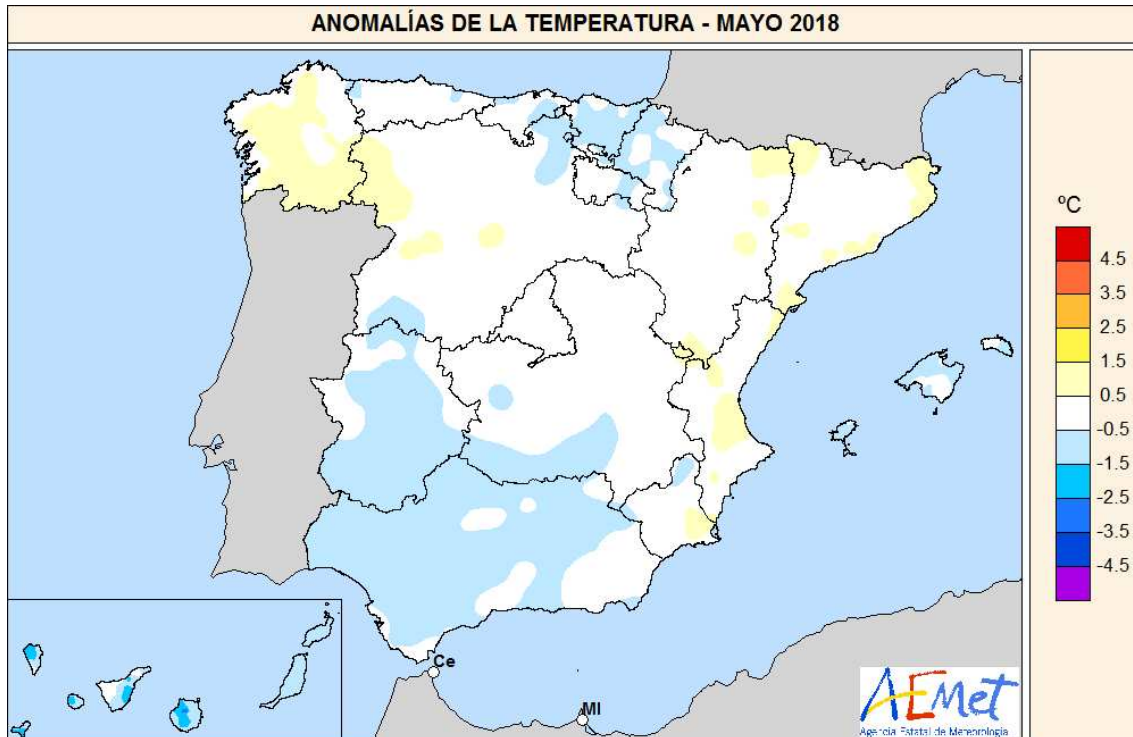 ANOMALÍAS DE LA TEMPERATURA - MAYO 2018
ºC
4.5
3.5
2.5
1.5
0.5
-0.5
-1.5
-2.5
-3.5
-4.5
Ce
Ml
AEMet
Agencia Estatal de Meteorología